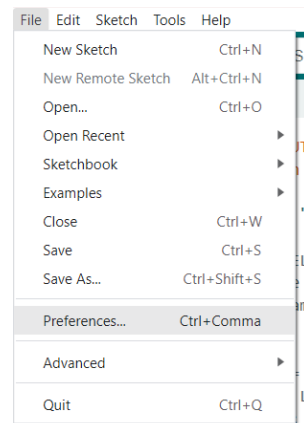 File Edit Sketch Tools Help
New Sketch Ctrl+N
New Remote Sketch Alt+Ctrl+N
Open... Ctrl+O
Open Recent
Sketchbook
Examples
Close Ctrl+W
Save Ctrl+S
Save As... Ctrl+Shift+S
Preferences... Ctrl+Comma
Advanced
Quit Ctrl+Q